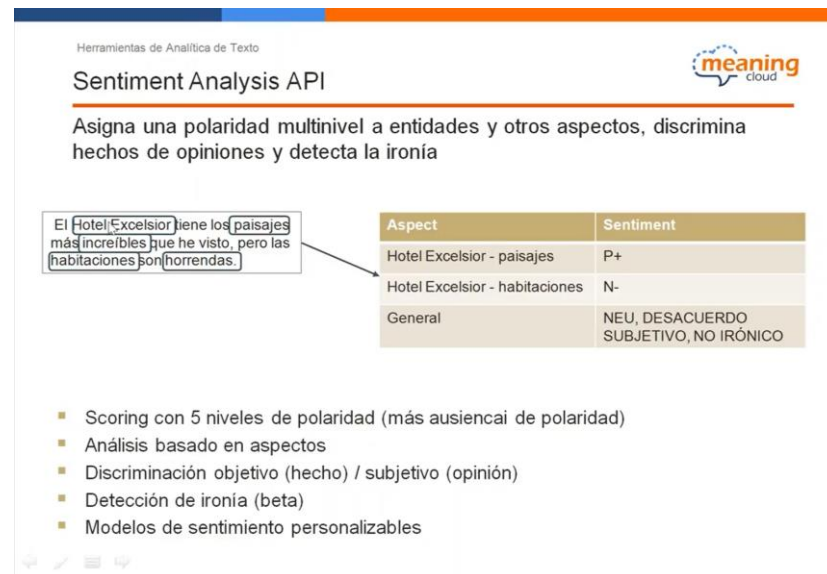 Herramientas de Analítica de Texto
Sentiment Analysis API
meaning
cloud
Asigna una polaridad multinivel a entidades y otros aspectos, discrimina
hechos de opiniones y detecta la ironía
El Hotel Excelsior tiene los paisajes
más increíbles que he visto, pero las
habitaciones son horrendas.
Aspect Sentiment
Hotel Excelsior - paisajes P+
Hotel Excelsior - habitaciones N-
General NEU, DESACUERDO
SUBJETIVO, NO IRÓNICO
Scoring con 5 niveles de polaridad (más ausiencai de polaridad)
Análisis basado en aspectos
Discriminación objetivo (hecho) / subjetivo (opinión)
Detección de ironía (beta)
Modelos de sentimiento personalizables